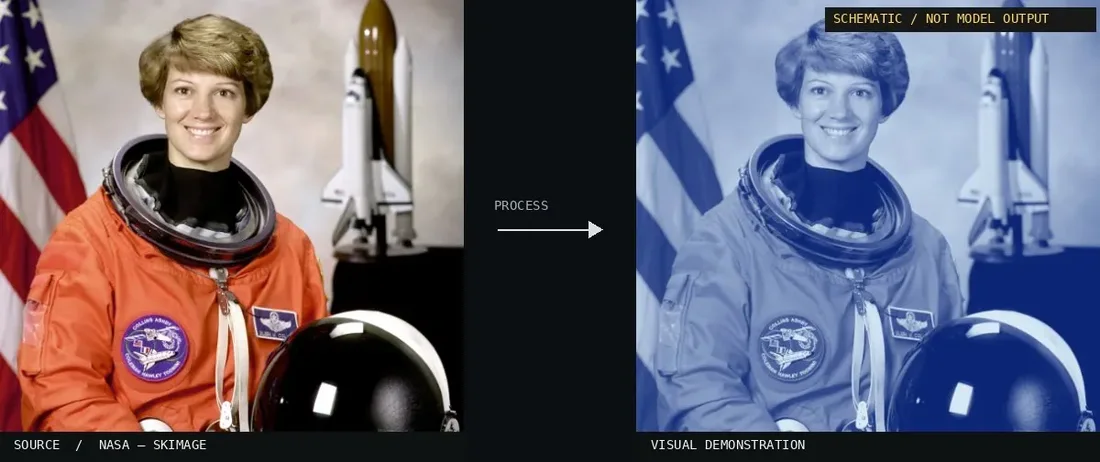 SCHEMATIC / NOT MODEL OUTPUT
PROCESS
SOURCE / NASA — SKIMAGE
VISUAL DEMONSTRATION